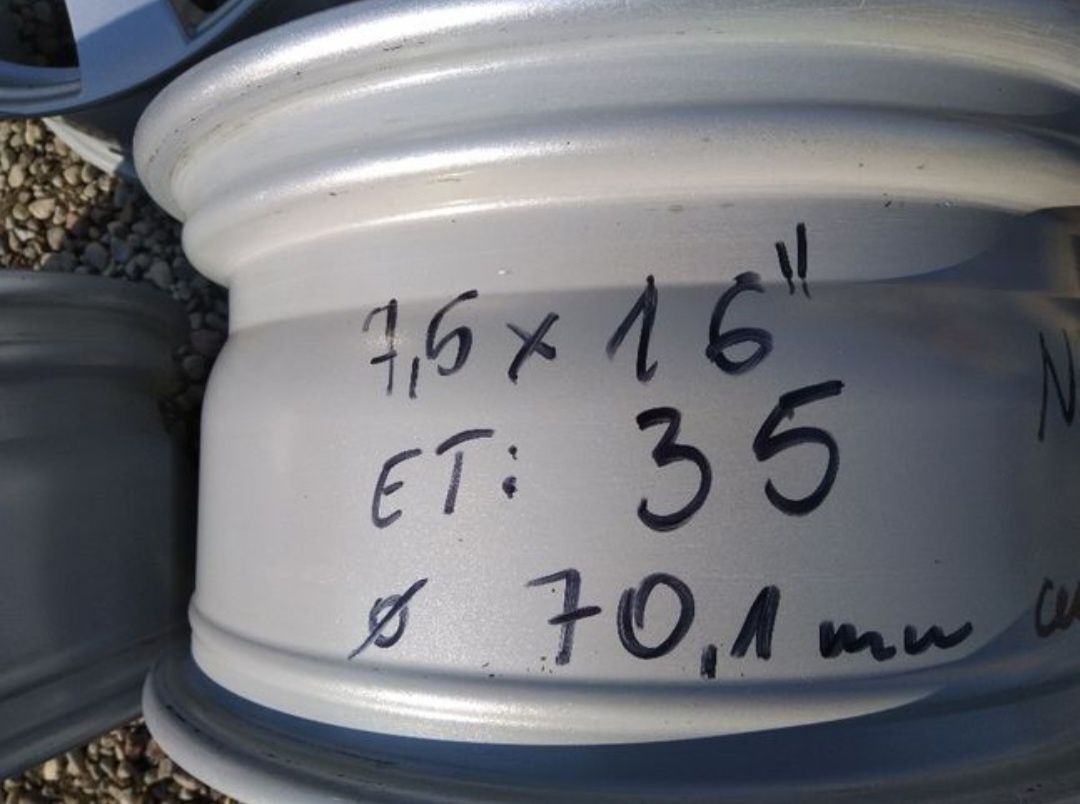 7,5 x 16"
ET: 35
ø 70,1 mm